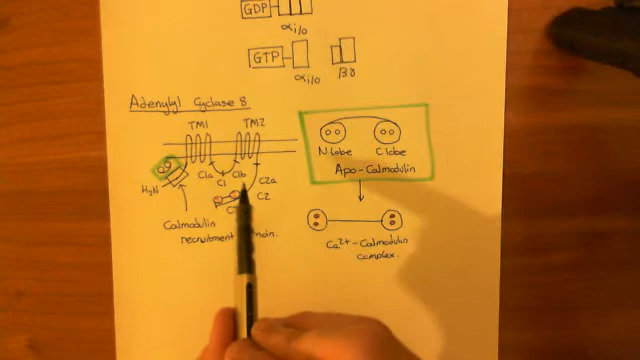 GDP
αi/o
GTP
αi/o βγ
Adenylyl Cyclase 8
TM1 TM2
N lobe C lobe
Apo-Calmodulin
H2N
C1a C1b
C1
C2a
C2
Calmodulin
recruitment
Ca2+-Calmodulin
complex.